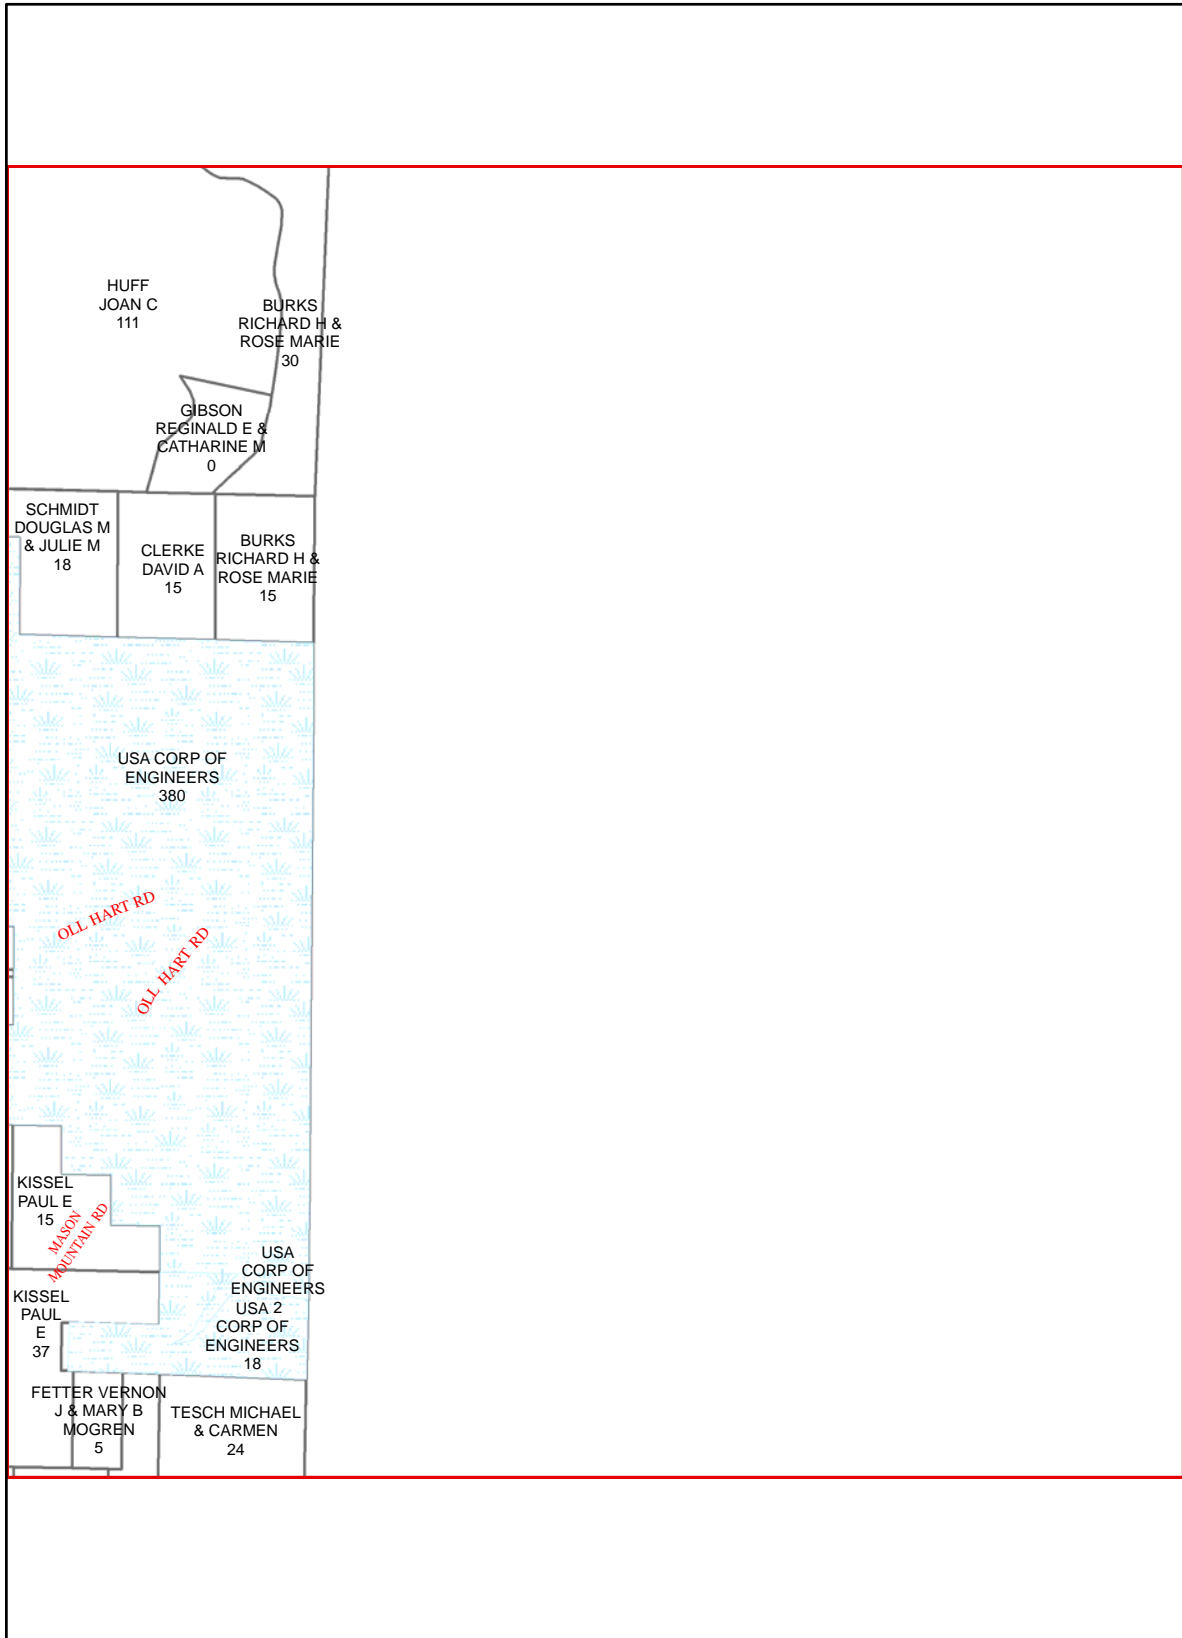 HUFF
JOAN C
111
BURKS
RICHARD H &
ROSE MARIE
30
GIBSON
REGINALD E &
CATHARINE M
0
SCHMIDT
DOUGLAS M
& JULIE M
18
CLERKE
DAVID A
15
BURKS
RICHARD H &
ROSE MARIE
15
USA CORP OF
ENGINEERS
380
OLL HART RD
OLL HART RD
KISSEL
PAUL E
15
MASON
MOUNTAIN RD
USA
CORP OF
ENGINEERS
2
USA
CORP OF
ENGINEERS
18
KISSEL
PAUL
E
37
FETTER VERNON
J & MARY B
MOGREN
5
TESCH MICHAEL
& CARMEN
24